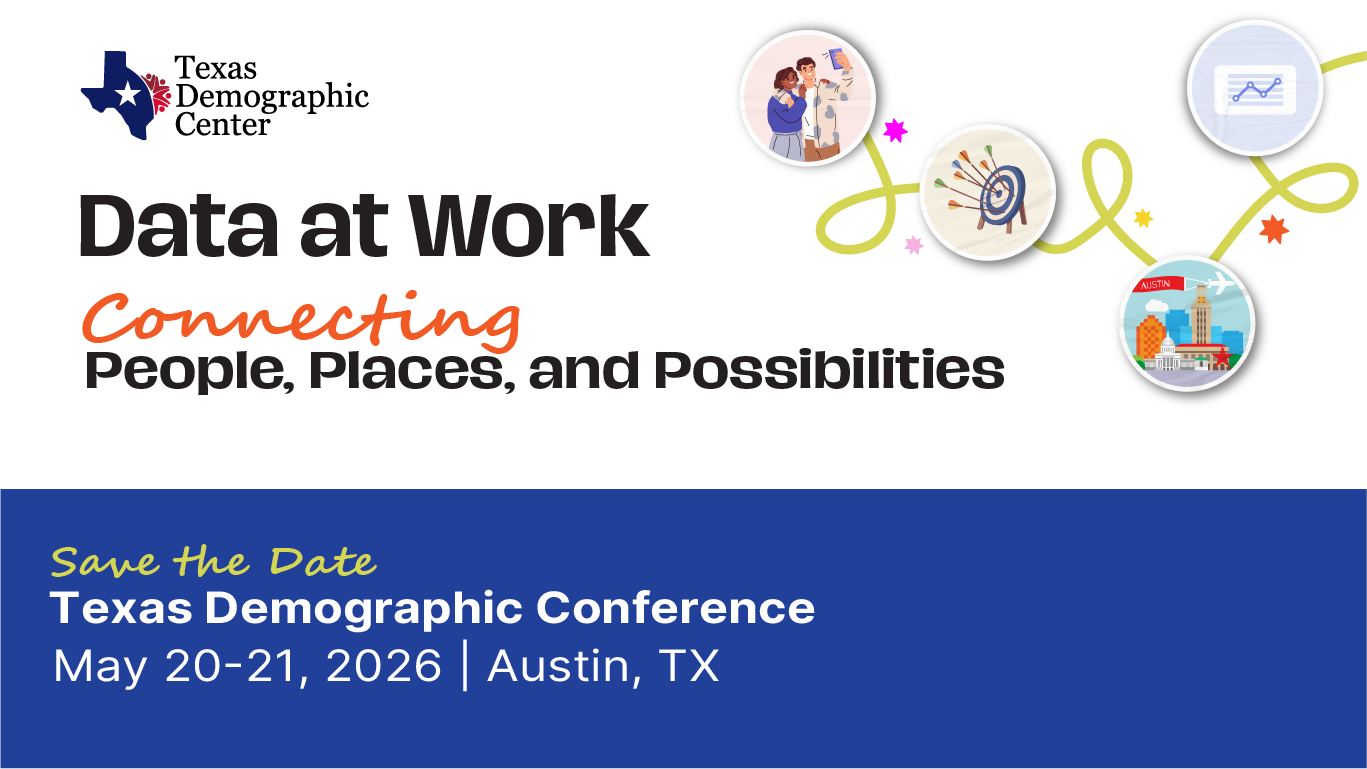 Texas
Demographic
Center
Data at Work
Connecting
People, Places, and Possibilities
AUSTIN
Save the Date
Texas Demographic Conference
May 20-21, 2026 | Austin, TX